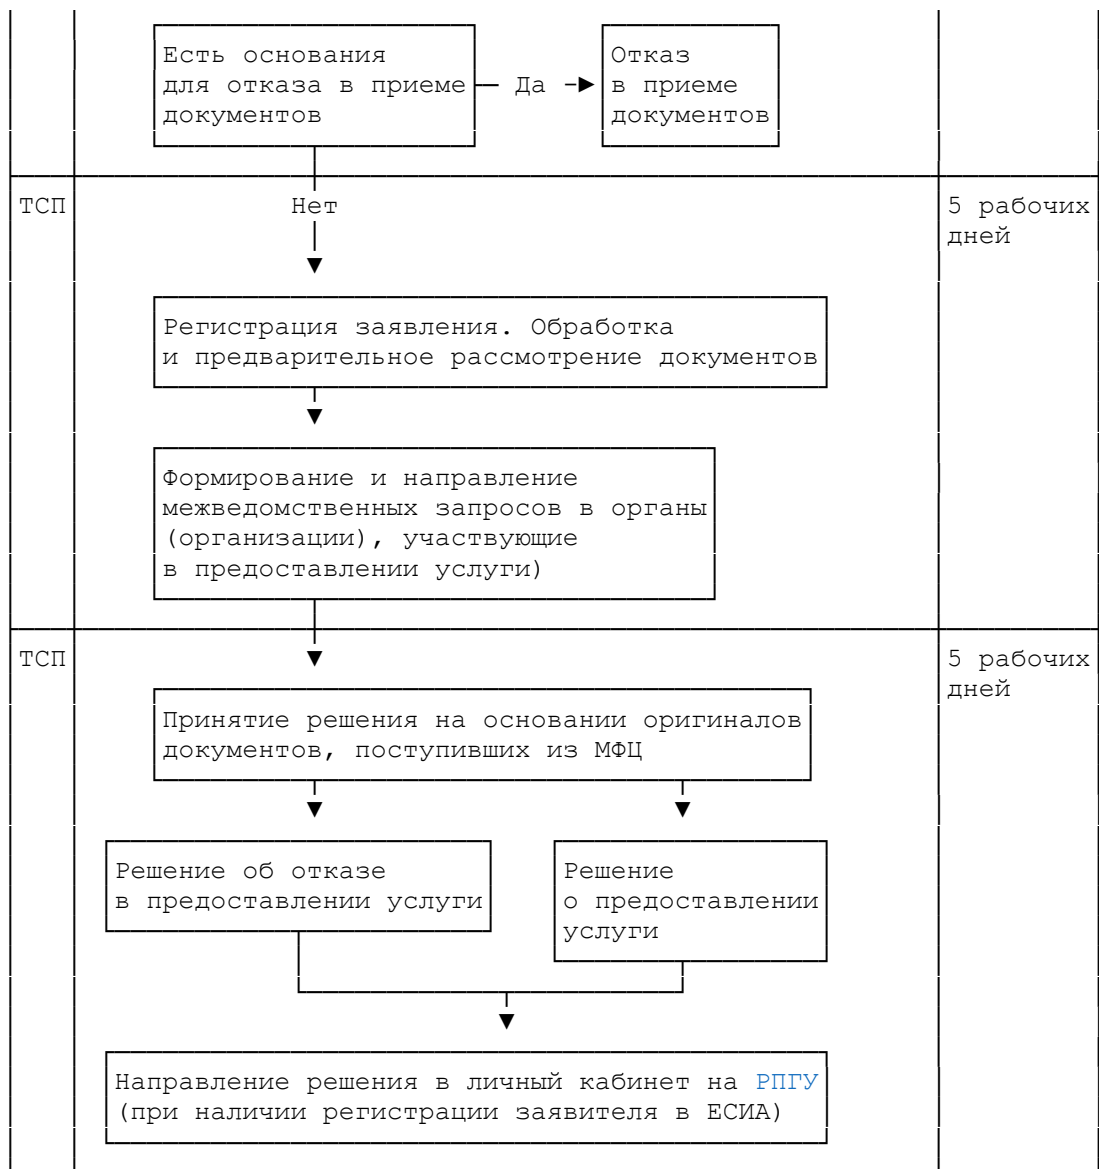 Есть основания
для отказа в приеме
документов
Да
Отказ
в приеме
документов
ТСП
Нет
5 рабочих
дней
Регистрация заявления. Обработка
и предварительное рассмотрение документов
Формирование и направление
межведомственных запросов в органы
(организации), участвующие
в предоставлении услуги)
ТСП
5 рабочих
дней
Принятие решения на основании оригиналов
документов, поступивших из МФЦ
Решение об отказе
в предоставлении услуги
Решение
о предоставлении
услуги
Направление решения в личный кабинет на РПГУ
(при наличии регистрации заявителя в ЕСИА)